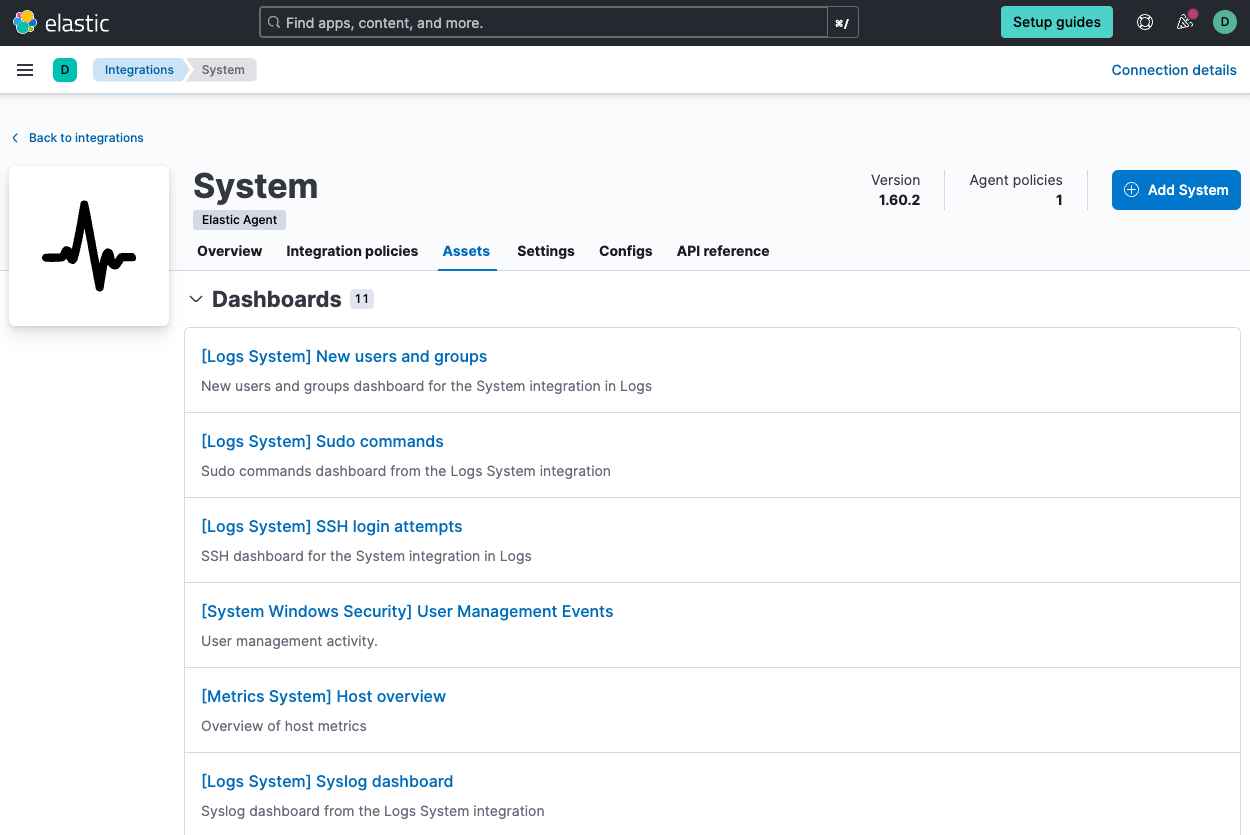 elastic
Find apps, content, and more.
⌘/
Setup guides
D
D
Integrations
System
Connection details
Back to integrations
System
Elastic Agent
Version
1.60.2
Agent policies
1
Add System
Overview
Integration policies
Assets
Settings
Configs
API reference
Dashboards 11
[Logs System] New users and groups
New users and groups dashboard for the System integration in Logs
[Logs System] Sudo commands
Sudo commands dashboard from the Logs System integration
[Logs System] SSH login attempts
SSH dashboard for the System integration in Logs
[System Windows Security] User Management Events
User management activity.
[Metrics System] Host overview
Overview of host metrics
[Logs System] Syslog dashboard
Syslog dashboard from the Logs System integration